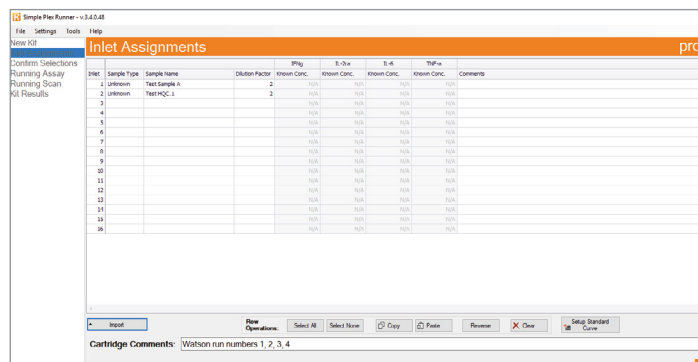 Simple Plex Runner - v.3.4.0.48
File Settings Tools Help
New Kit
Confirm Selections
Running Assay
Running Scan
Kit Results
Inlet Assignments
pro
IFNg IL-2ra IL-6 TNF-α
Inlet Sample Type Sample Name Dilution Factor Known Conc. Known Conc. Known Conc. Known Conc. Comments
1 Unknown Test Sample A 2 N/A N/A N/A N/A
2 Unknown Test HQC.1 2 N/A N/A N/A N/A
3 N/A N/A N/A N/A
4 N/A N/A N/A N/A
5 N/A N/A N/A N/A
6 N/A N/A N/A N/A
7 N/A N/A N/A N/A
8 N/A N/A N/A N/A
9 N/A N/A N/A N/A
10 N/A N/A N/A N/A
11 N/A N/A N/A N/A
12 N/A N/A N/A N/A
13 N/A N/A N/A N/A
14 N/A N/A N/A N/A
15 N/A N/A N/A N/A
16 N/A N/A N/A N/A
Import
Row Operations: Select All Select None Copy Paste Reverse Clear Setup Standard Curve
Cartridge Comments: Watson run numbers 1, 2, 3, 4